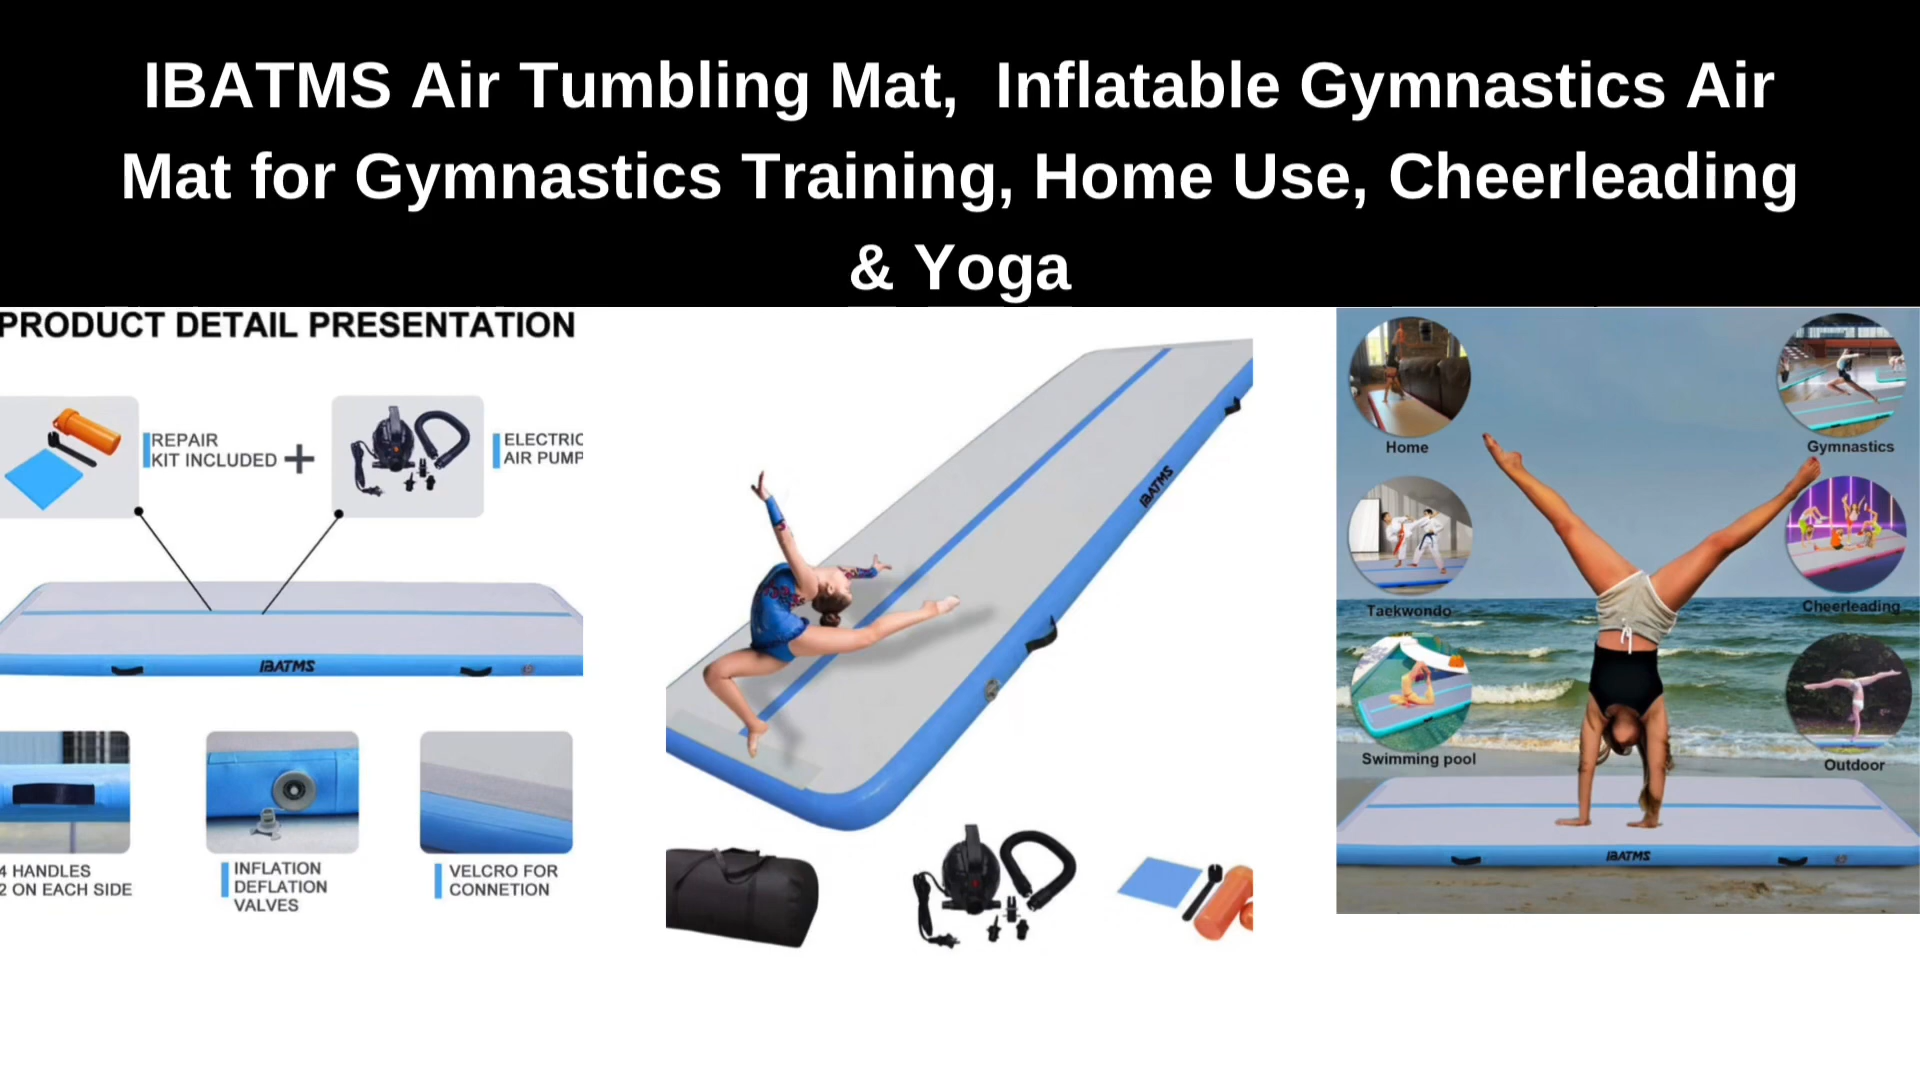 IBATMS Air Tumbling Mat, Inflatable Gymnastics Air
Mat for Gymnastics Training, Home Use, Cheerleading
& Yoga
PRODUCT DETAIL PRESENTATION
REPAIR
KIT INCLUDED
+
ELECTRIC
AIR PUMP
IBATMS
4 HANDLES
2 ON EACH SIDE
INFLATION
DEFLATION
VALVES
VELCRO FOR
CONNETION
IBATMS
Home
Gymnastics
Taekwondo
Cheerleading
Swimming pool
Outdoor
IBATMS